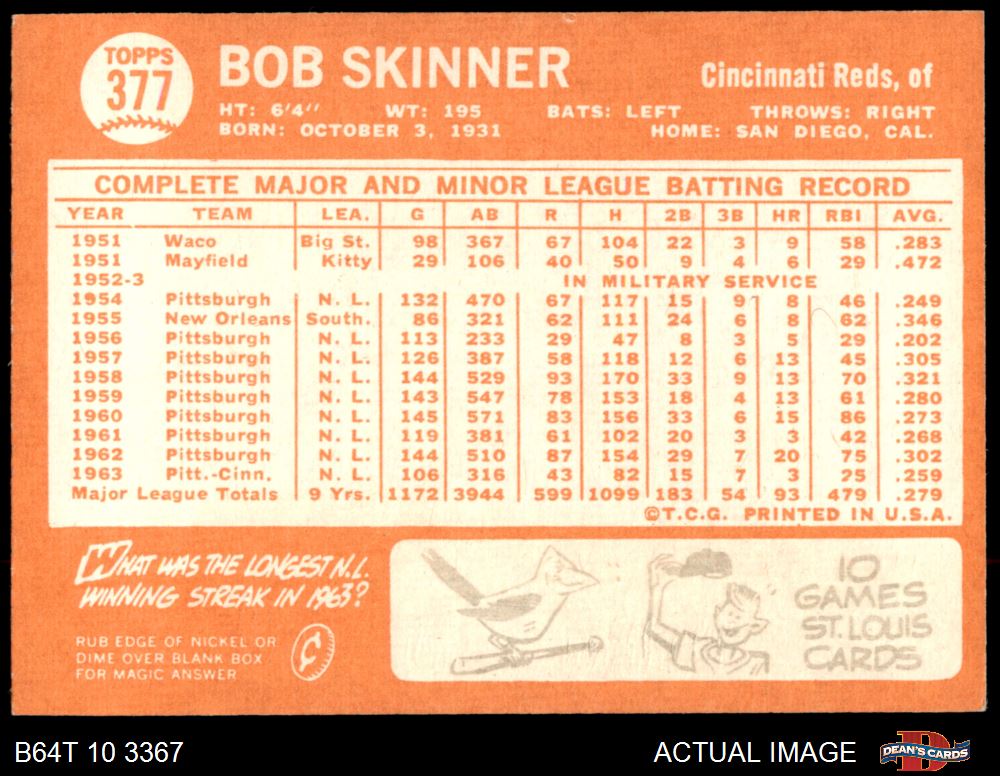 TOPPS
377
BOB SKINNER
Cincinnati Reds, of
HT: 6'4" WT: 195 BATS: LEFT THROWS: RIGHT
BORN: OCTOBER 3, 1931 HOME: SAN DIEGO, CAL.
COMPLETE MAJOR AND MINOR LEAGUE BATTING RECORD
YEAR TEAM LEA. G AB R H 2B 3B HR RBI AVG.
1951 Waco Big St. 98 367 67 104 22 3 9 58 .283
1951 Mayfield Kitty 29 106 40 50 9 4 6 29 .472
1952-3 IN MILITARY SERVICE
1954 Pittsburgh N. L. 132 470 67 117 15 9 8 46 .249
1955 New Orleans South. 86 321 62 111 24 6 8 62 .346
1956 Pittsburgh N. L. 113 233 29 47 8 3 5 29 .202
1957 Pittsburgh N. L. 126 387 58 118 12 6 13 45 .305
1958 Pittsburgh N. L. 144 529 93 170 33 9 13 70 .321
1959 Pittsburgh N. L. 143 547 78 153 18 4 13 61 .280
1960 Pittsburgh N. L. 145 571 83 156 33 6 15 86 .273
1961 Pittsburgh N. L. 119 381 61 102 20 3 3 42 .268
1962 Pittsburgh N. L. 144 510 87 154 29 7 20 75 .302
1963 Pitt.-Cinn. N. L. 106 316 43 82 15 7 3 25 .259
Major League Totals 9 Yrs. 1172 3944 599 1099 183 54 93 479 .279
©T.C.G. PRINTED IN U.S.A.
WHAT WAS THE LONGEST N.L.
WINNING STREAK IN 1963?
RUB EDGE OF NICKEL OR
DIME OVER BLANK BOX
FOR MAGIC ANSWER
¢
10
GAMES
ST. LOUIS
CARDS
B64T 10 3367
ACTUAL IMAGE
DEAN'S CARDS